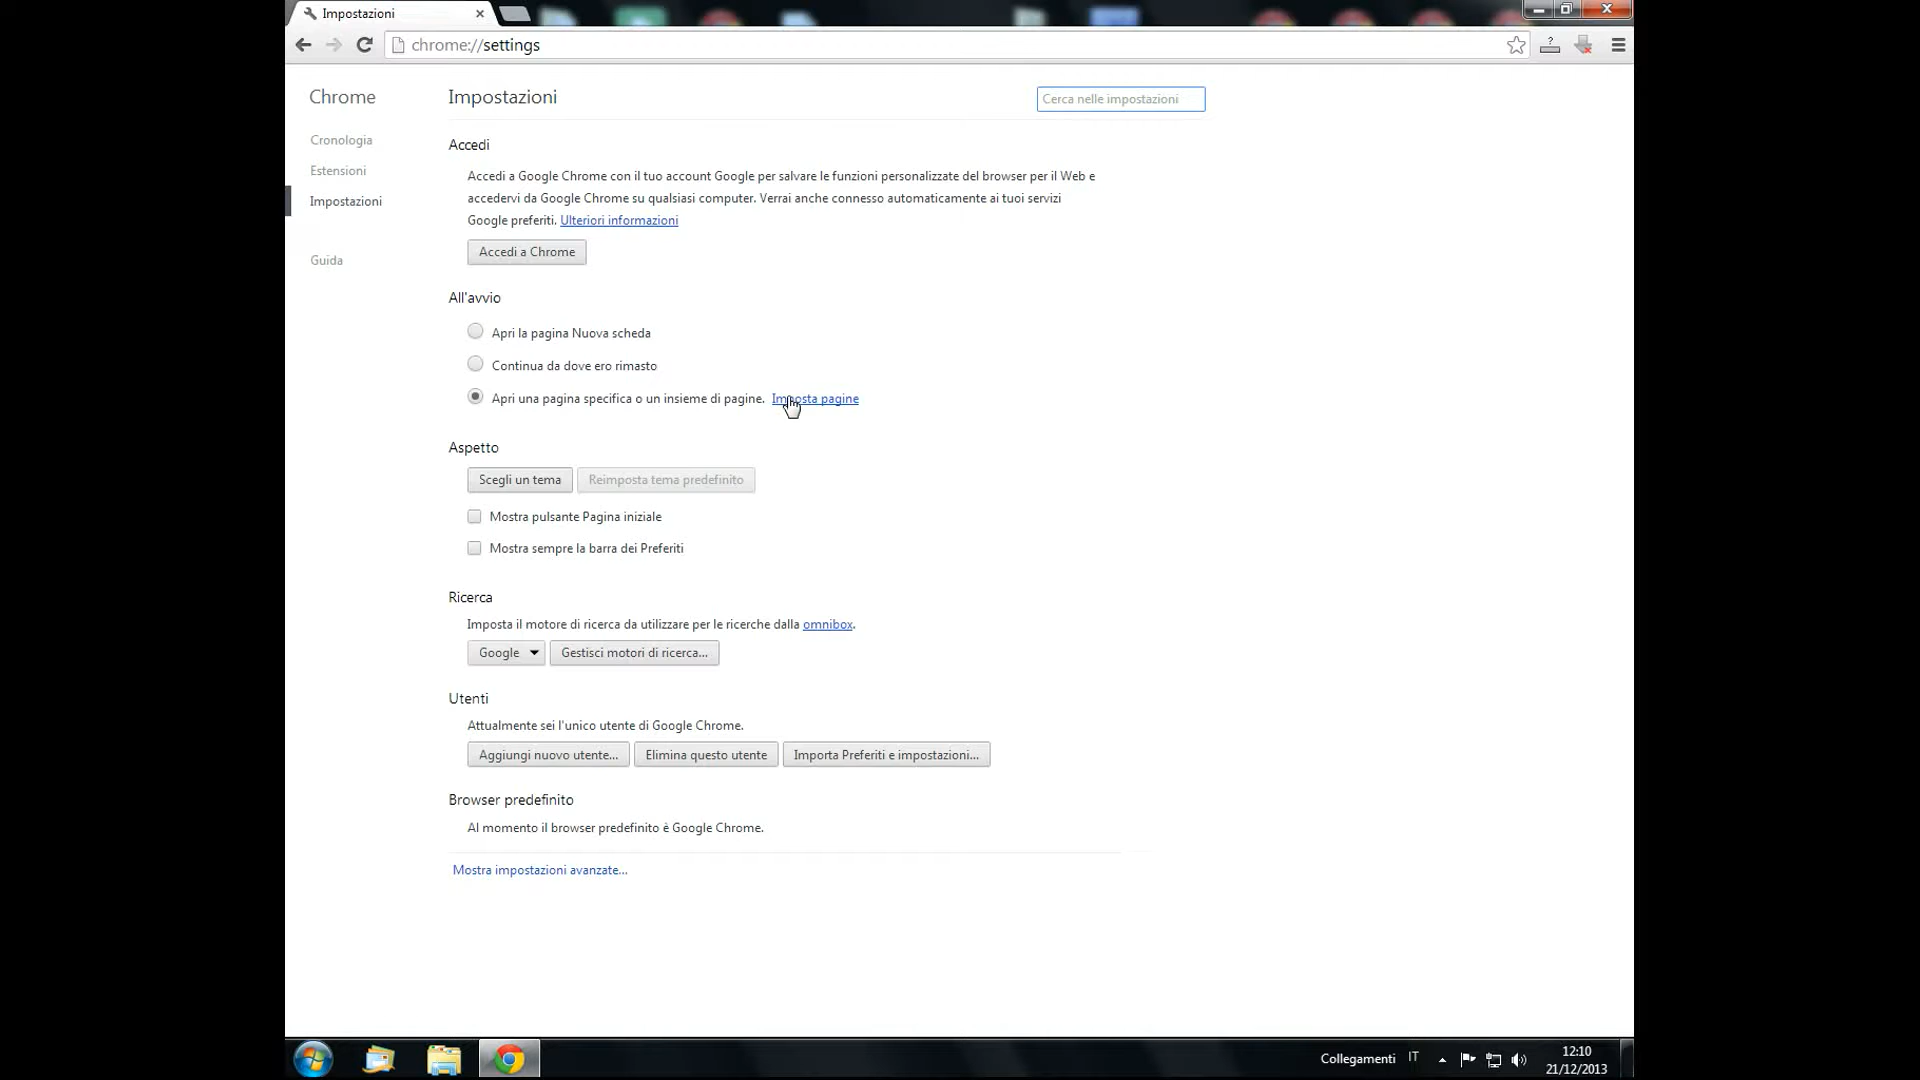 Impostazioni
chrome://settings
Chrome
Impostazioni
Cerca nelle impostazioni
Cronologia
Estensioni
Impostazioni
Guida
Accedi
Accedi a Google Chrome con il tuo account Google per salvare le funzioni personalizzate del browser per il Web e
accedervi da Google Chrome su qualsiasi computer. Verrai anche connesso automaticamente ai tuoi servizi
Google preferiti. Ulteriori informazioni
Accedi a Chrome
All'avvio
Apri la pagina Nuova scheda
Continua da dove ero rimasto
Apri una pagina specifica o un insieme di pagine. Imposta pagine
Aspetto
Scegli un tema Reimposta tema predefinito
Mostra pulsante Pagina iniziale
Mostra sempre la barra dei Preferiti
Ricerca
Imposta il motore di ricerca da utilizzare per le ricerche dalla omnibox.
Google Gestisci motori di ricerca...
Utenti
Attualmente sei l'unico utente di Google Chrome.
Aggiungi nuovo utente... Elimina questo utente Importa Preferiti e impostazioni...
Browser predefinito
Al momento il browser predefinito è Google Chrome.
Mostra impostazioni avanzate...
Collegamenti IT
12:10
21/12/2013